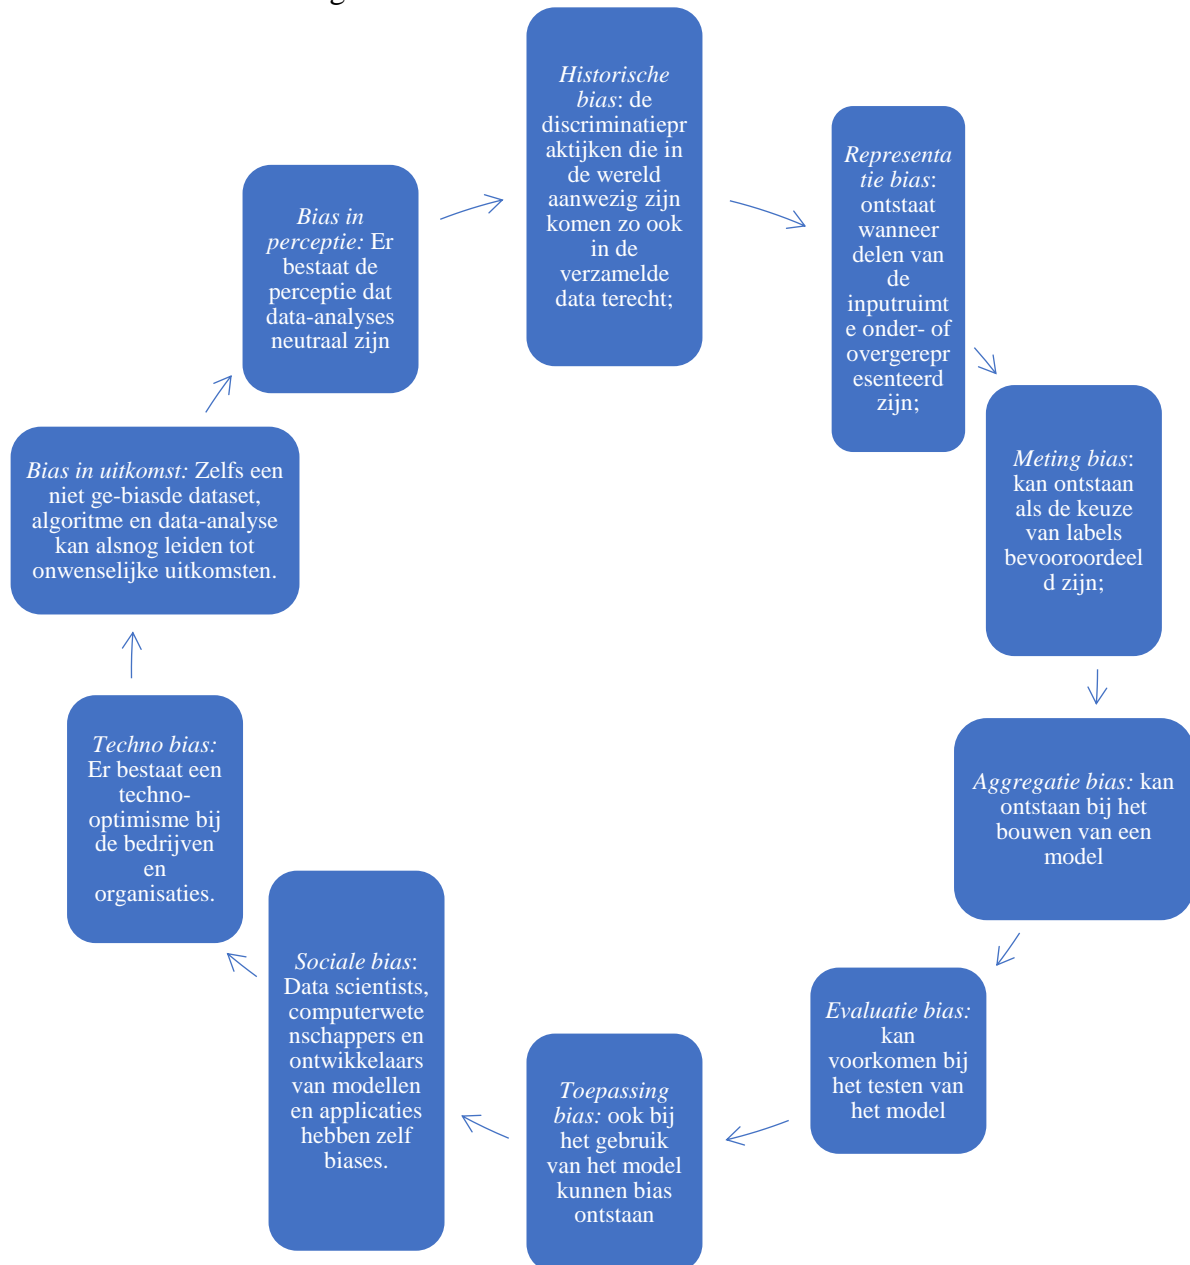 Historische
bias: de
discriminatiepr
aktijken die in
de wereld
aanwezig zijn
komen zo ook
in de
verzamelde
data terecht;
Representa
tie bias:
ontstaat
wanneer
delen van
de
inputruimt
e onder- of
overgerepr
esenteerd
zijn;
Meting bias:
kan ontstaan
als de keuze
van labels
bevooroordeel
d zijn;
Aggregatie bias: kan
ontstaan bij het
bouwen van een
model
Evaluatie bias:
kan
voorkomen bij
het testen van
het model
Toepassing
bias: ook bij
het gebruik
van het model
kunnen bias
ontstaan
Sociale bias:
Data scientists,
computerwete
nschappers en
ontwikkelaars
van modellen
en applicaties
hebben zelf
biases.
Techno bias:
Er bestaat een
techno-
optimisme bij
de bedrijven
en
organisaties.
Bias in uitkomst: Zelfs een
niet ge-biasde dataset,
algoritme en data-analyse
kan alsnog leiden tot
onwenselijke uitkomsten.
Bias in
perceptie: Er
bestaat de
perceptie dat
data-analyses
neutraal zijn